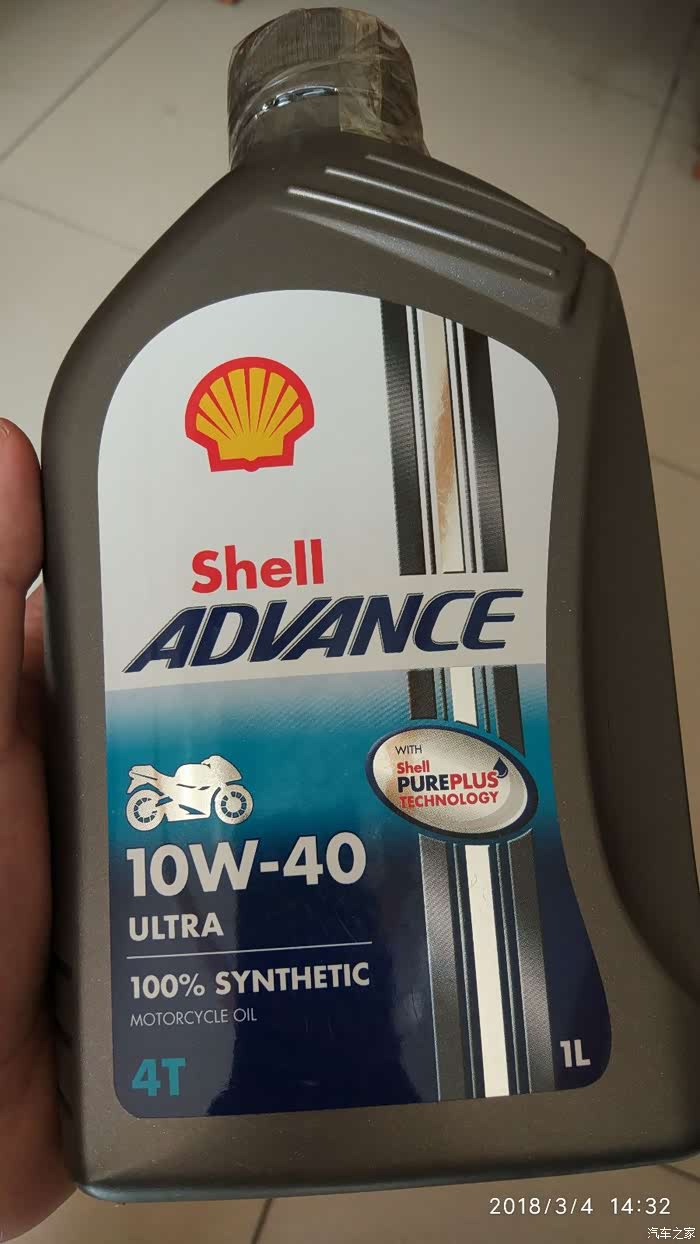 Shell
ADVANCE
WITH
Shell
PUREPLUS
TECHNOLOGY
10W-40
ULTRA
100% SYNTHETIC
MOTORCYCLE OIL
4T
1L
2018/3/4 14:32
汽车之家